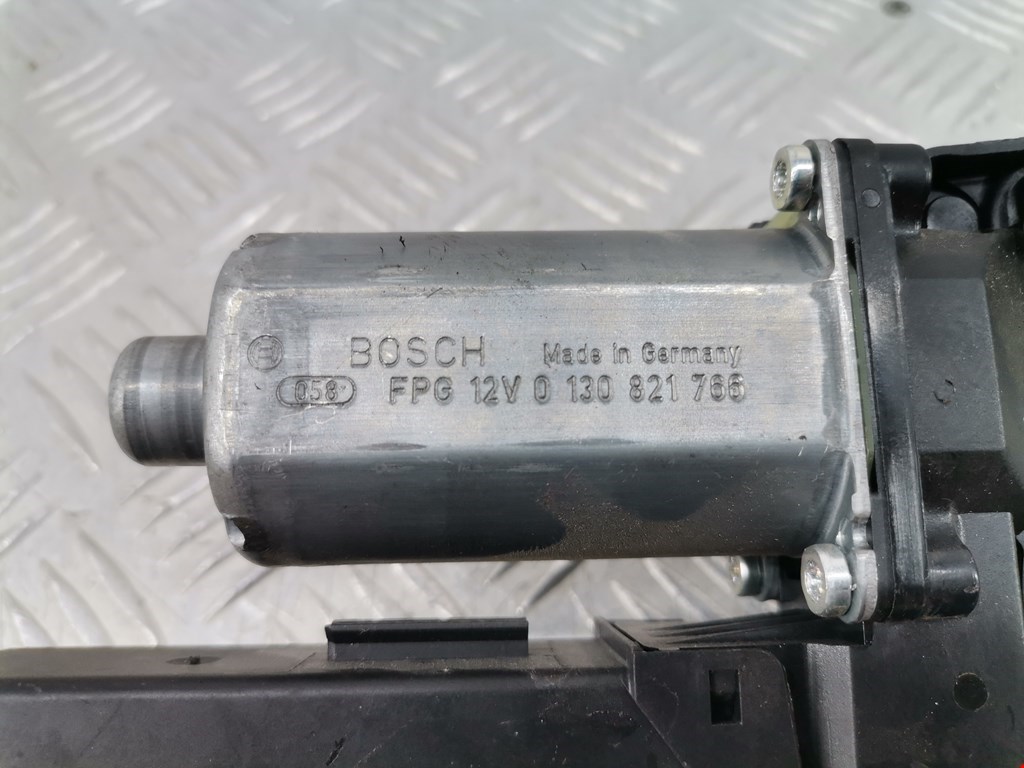 BOSCH Made in Germany
058 FPG 12V 0 130 821 766